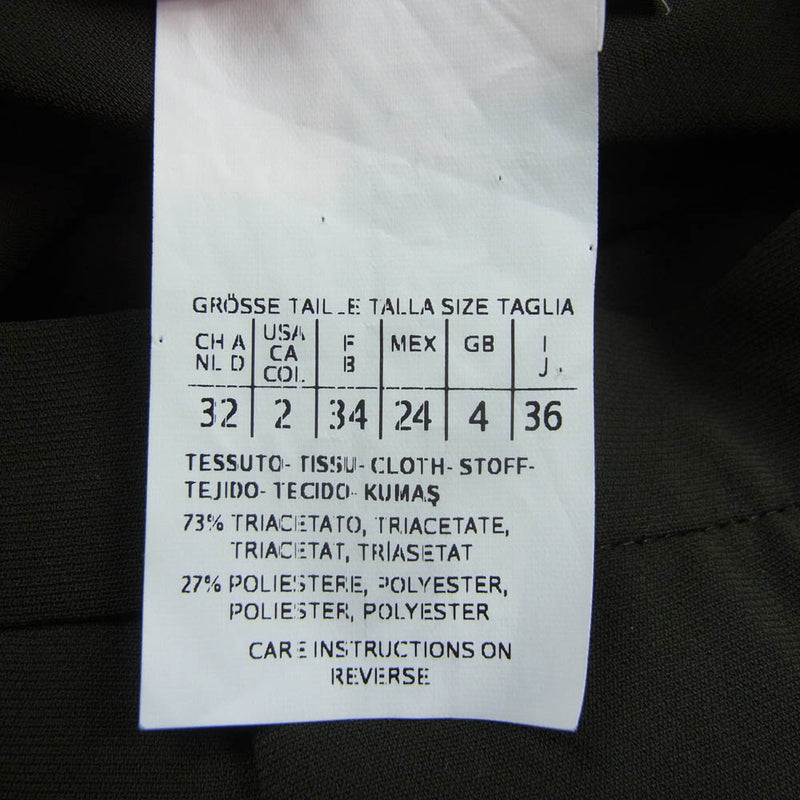 GRÖSSE TAILLE TALLA SIZE TAGLIA
CH A USA F MEX GB I
NL D CA B J
COL.
32 2 34 24 4 36
TESSUTO- TISSU- CLOTH- STOFF-
TEJIDO- TECIDO- KUMAŞ
73% TRIACETATO, TRIACETATE,
TRIACETAT, TRİASETAT
27% POLIESTERE, POLYESTER,
POLIESTER, POLYESTER
CARE INSTRUCTIONS ON
REVERSE